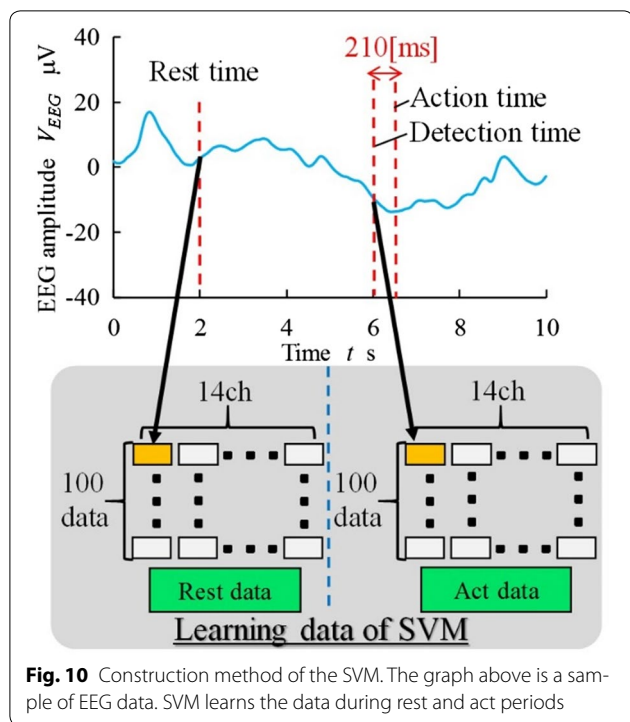 40
20
0
-20
-40
EEG amplitude V_EEG μV
210[ms]
Rest time
Action time
Detection time
0 2 4 6 8 10
Time t s
14ch 14ch
100 data
100 data
Rest data Act data
Learning data of SVM
Fig. 10 Construction method of the SVM. The graph above is a sam-
ple of EEG data. SVM learns the data during rest and act periods